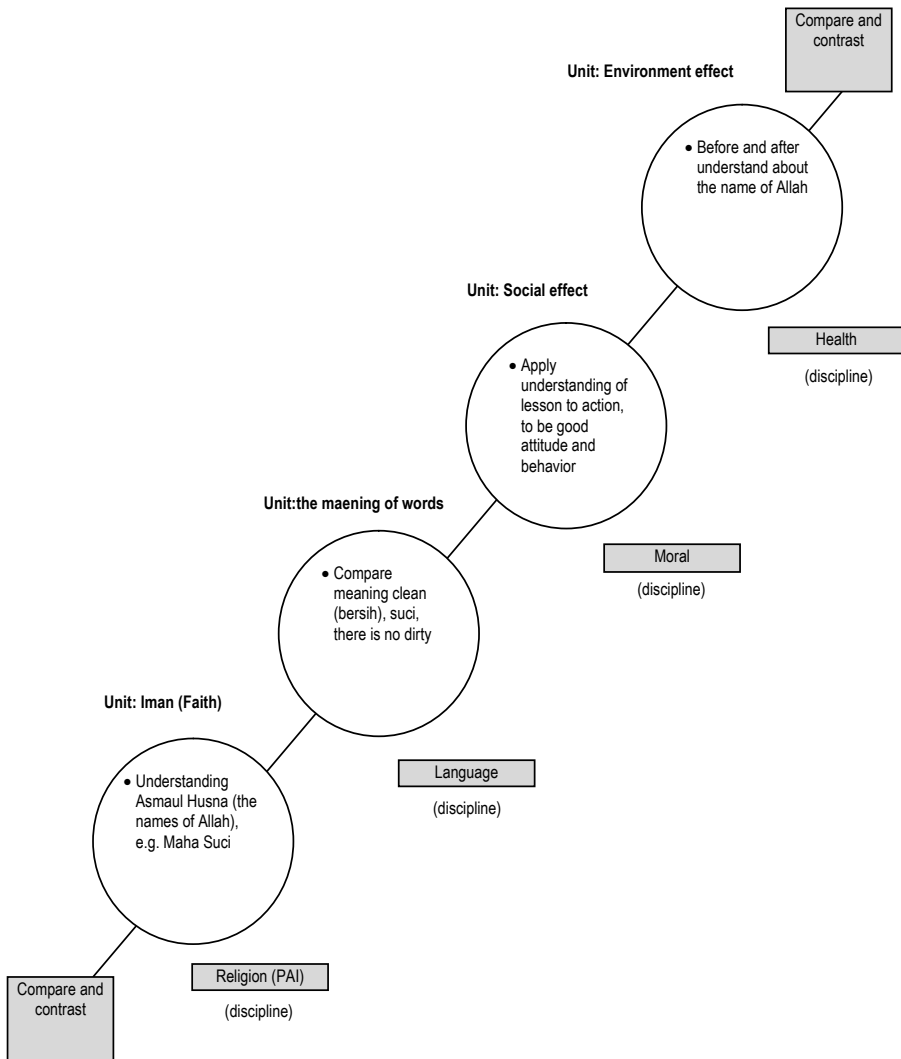 Compare and
contrast
Unit: Environment effect
• Before and after
understand about
the name of Allah
Health
(discipline)
Unit: Social effect
• Apply
understanding of
lesson to action,
to be good
attitude and
behavior
Moral
(discipline)
Unit:the maening of words
• Compare
meaning clean
(bersih), suci,
there is no dirty
Language
(discipline)
Unit: Iman (Faith)
• Understanding
Asmaul Husna (the
names of Allah),
e.g. Maha Suci
Religion (PAI)
(discipline)
Compare and
contrast